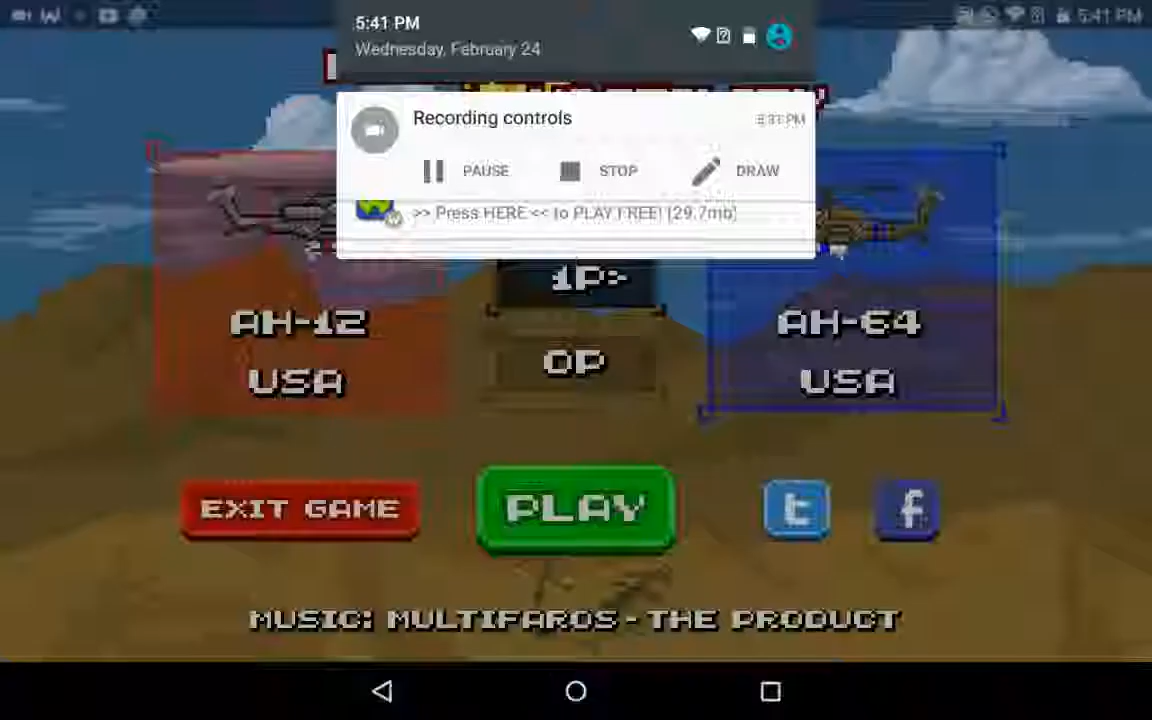 5:41 PM
5:41 PM
Wednesday, February 24
Recording controls
PAUSE STOP DRAW
>> Press HERE << to PLAY FREE! (29.7mb)
1P>
AH-12
AH-64
0P
USA
USA
EXIT GAME
PLAY
t f
MUSIC: MULTIFAROS - THE PRODUCT